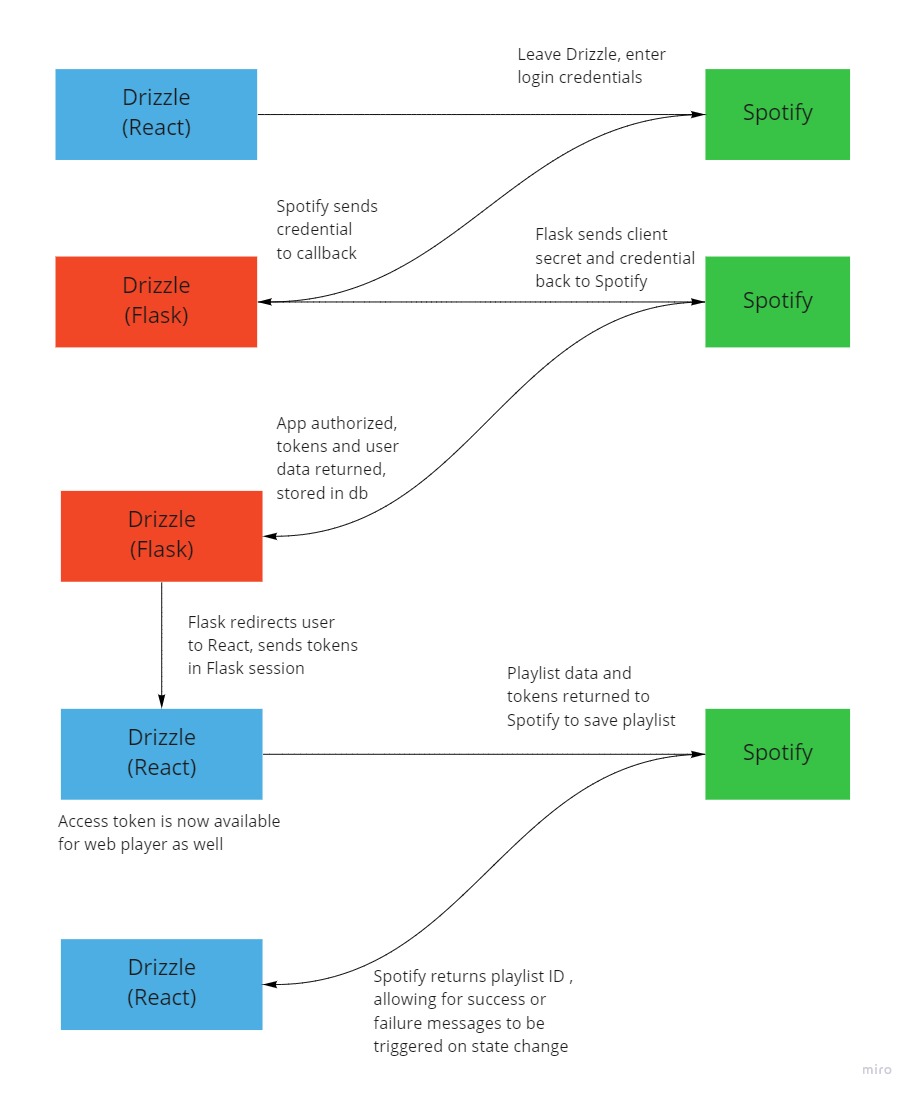 Leave Drizzle, enter
login credentials
Drizzle
(React)
Spotify
Spotify sends
credential
to callback
Flask sends client
secret and credential
back to Spotify
Drizzle
(Flask)
Spotify
App authorized,
tokens and user
data returned,
stored in db
Drizzle
(Flask)
Flask redirects user
to React, sends tokens
in Flask session
Playlist data and
tokens returned to
Spotify to save playlist
Drizzle
(React)
Spotify
Access token is now available
for web player as well
Drizzle
(React)
Spotify returns playlist ID ,
allowing for success or
failure messages to be
triggered on state change
miro